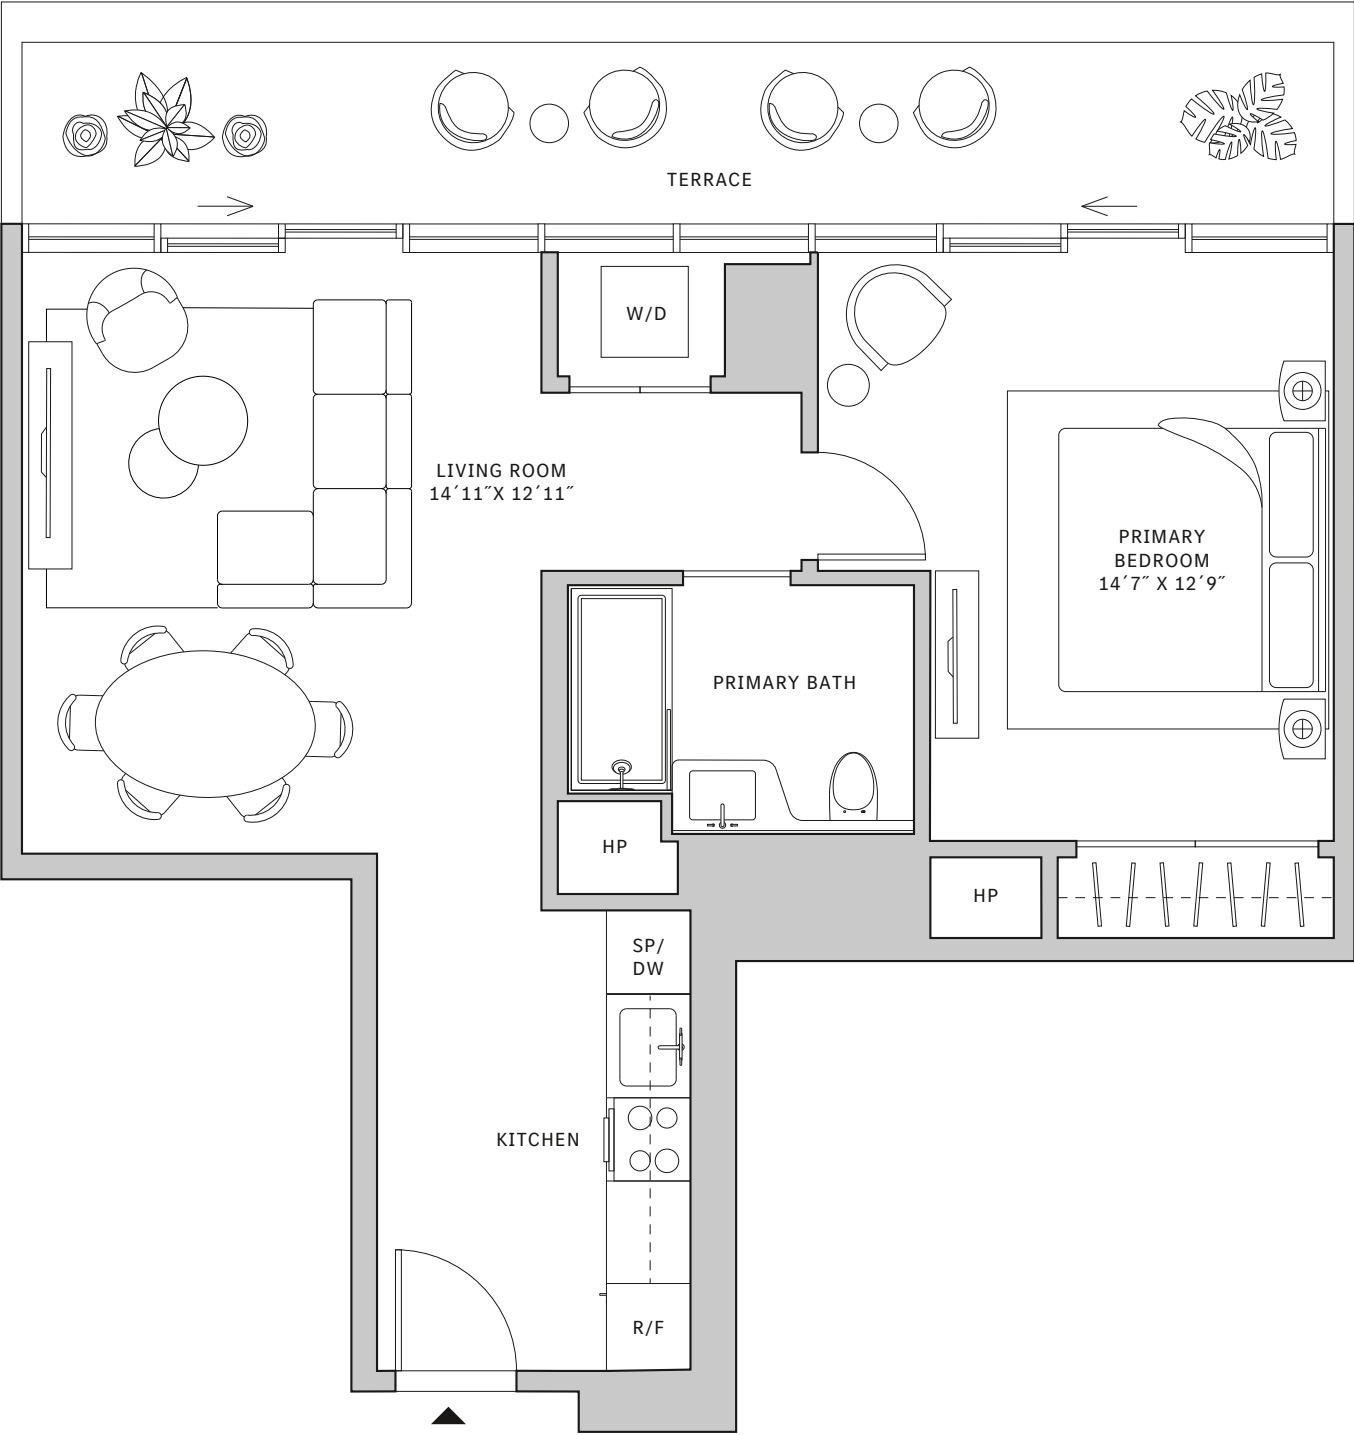 TERRACE
W/D
LIVING ROOM
14´11˝X 12´11˝
PRIMARY
BEDROOM
14´7˝ X 12´9˝
PRIMARY BATH
HP
HP
SP/
DW
KITCHEN
R/F